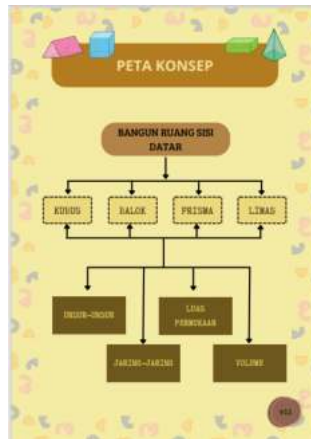 PETA KONSEP
BANGUN RUANG SISI
DATAR
KUBUS
BALOK
PRISMA
LIMAS
UNSUR-UNSUR
LUAS
PERMUKAAN
JARING-JARING
VOLUME